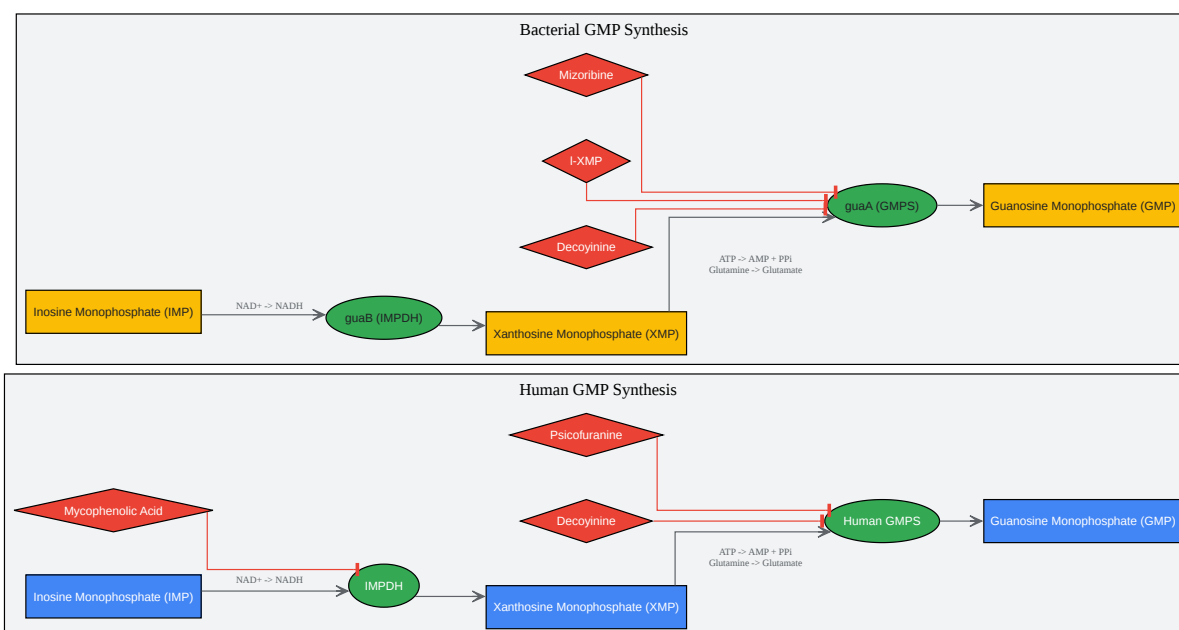 Bacterial GMP Synthesis
Mizoribine
I-XMP
guaA (GMPS)
Guanosine Monophosphate (GMP)
Decoyinine
ATP -> AMP + PPi
Glutamine -> Glutamate
Inosine Monophosphate (IMP)
NAD+ -> NADH
guaB (IMPDH)
Xanthosine Monophosphate (XMP)
Human GMP Synthesis
Psicofuranine
Mycophenolic Acid
Decoyinine
Human GMPS
Guanosine Monophosphate (GMP)
ATP -> AMP + PPi
Glutamine -> Glutamate
Inosine Monophosphate (IMP)
NAD+ -> NADH
IMPDH
Xanthosine Monophosphate (XMP)